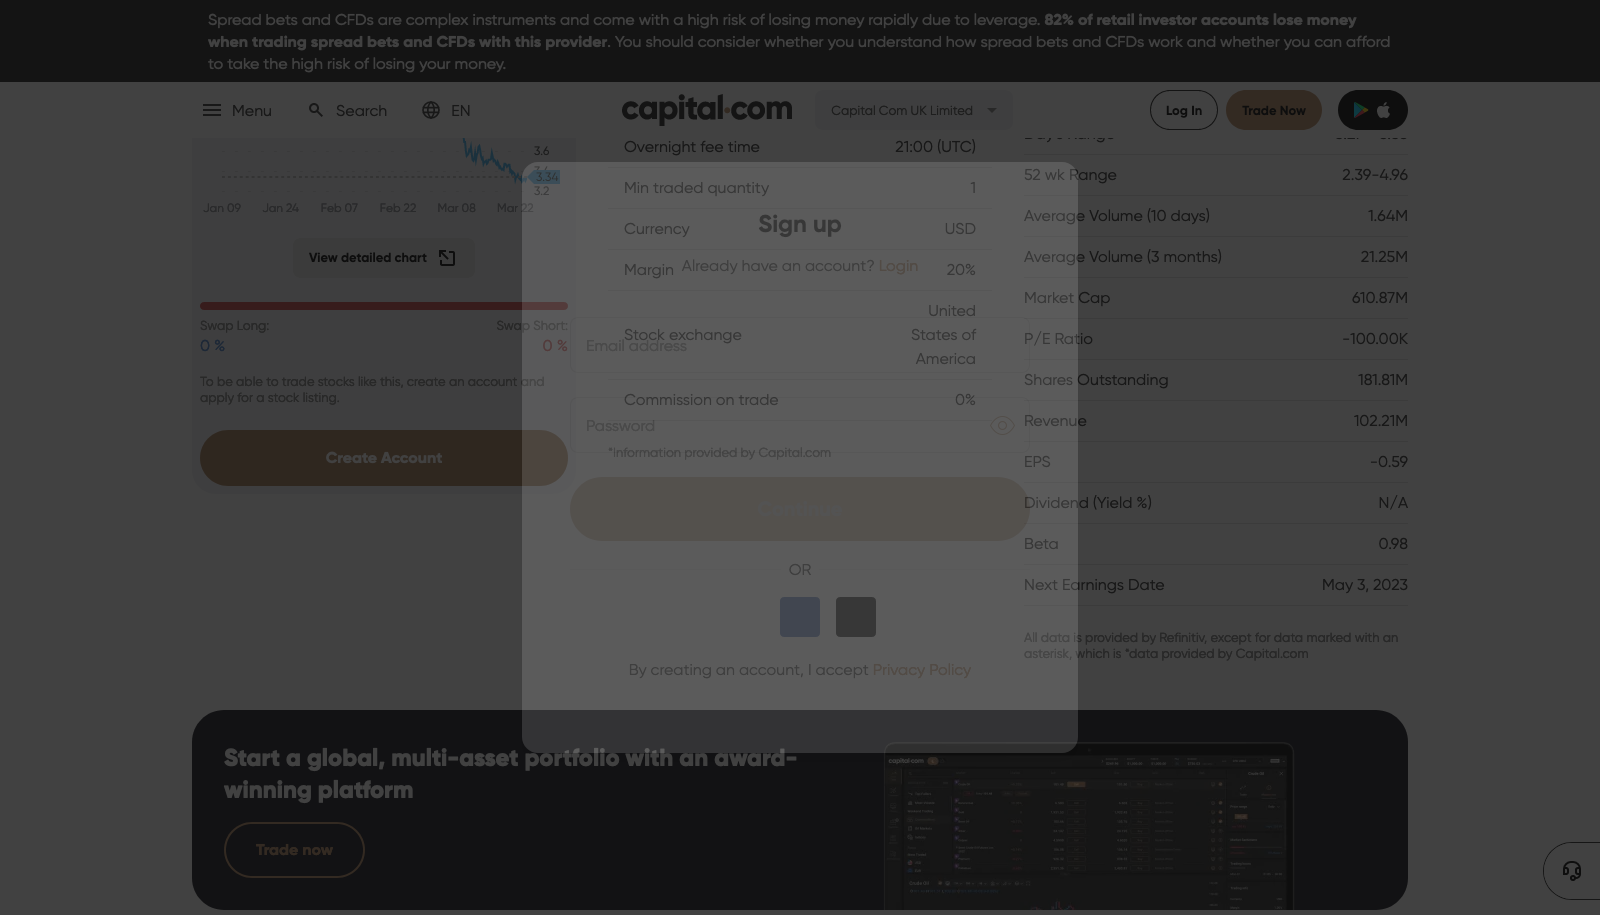 Spread bets and CFDs are complex instruments and come with a high risk of losing money rapidly due to leverage. 82% of retail investor accounts lose money
when trading spread bets and CFDs with this provider. You should consider whether you understand how spread bets and CFDs work and whether you can afford
to take the high risk of losing your money.
Menu
Search
EN
capital.com
Capital Com UK Limited
Log In
Trade Now
3.6
3.34
3.2
Jan 09 Jan 24 Feb 07 Feb 22 Mar 08 Mar 22
View detailed chart
Swap Long: Swap Short:
0 % 0 %
To be able to trade stocks like this, create an account and
apply for a stock listing.
Create Account
Overnight fee time 21:00 (UTC)
Min traded quantity 1
Currency USD
Margin 20%
Stock exchange United
States of
America
Commission on trade 0%
*Information provided by Capital.com
Sign up
Already have an account? Login
Email address
Password
Continue
OR
By creating an account, I accept Privacy Policy
52 wk Range 2.39-4.96
Average Volume (10 days) 1.64M
Average Volume (3 months) 21.25M
Market Cap 610.87M
P/E Ratio -100.00K
Shares Outstanding 181.81M
Revenue 102.21M
EPS -0.59
Dividend (Yield %) N/A
Beta 0.98
Next Earnings Date May 3, 2023
All data is provided by Refinitiv, except for data marked with an
asterisk, which is *data provided by Capital.com
Start a global, multi-asset portfolio with an award-
winning platform
Trade now
capital.com